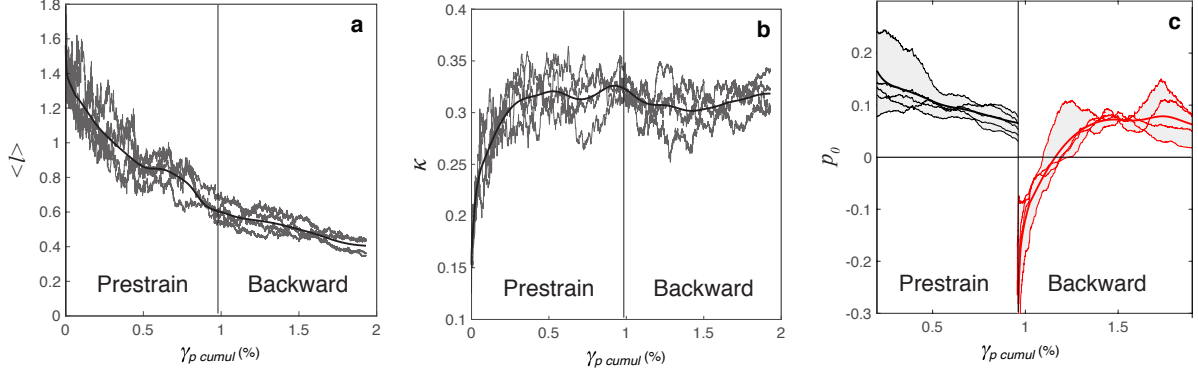 a
1.8
1.6
1.4
1.2
1
0.8
0.6
0.4
0.2
0
<l>
Prestrain
Backward
0
0.5
1
1.5
2
γp cumul (%)
b
0.4
0.35
0.3
0.25
0.2
0.15
0.1
κ
Prestrain
Backward
0
0.5
1
1.5
2
γp cumul (%)
c
0.2
0.1
0
-0.1
-0.2
-0.3
p0
Prestrain
Backward
0.5
1
1.5
γp cumul (%)